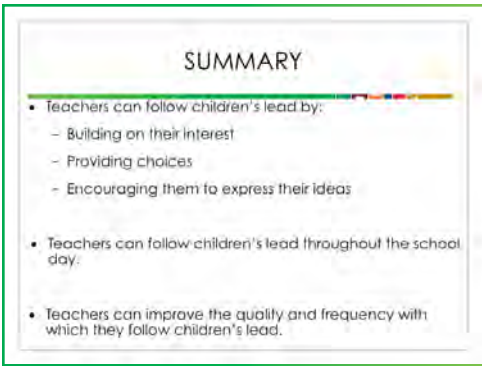 SUMMARY
• Teachers can follow children's lead by:
– Building on their interest
– Providing choices
– Encouraging them to express their ideas
• Teachers can follow children's lead throughout the school
day.
• Teachers can improve the quality and frequency with
which they follow children's lead.